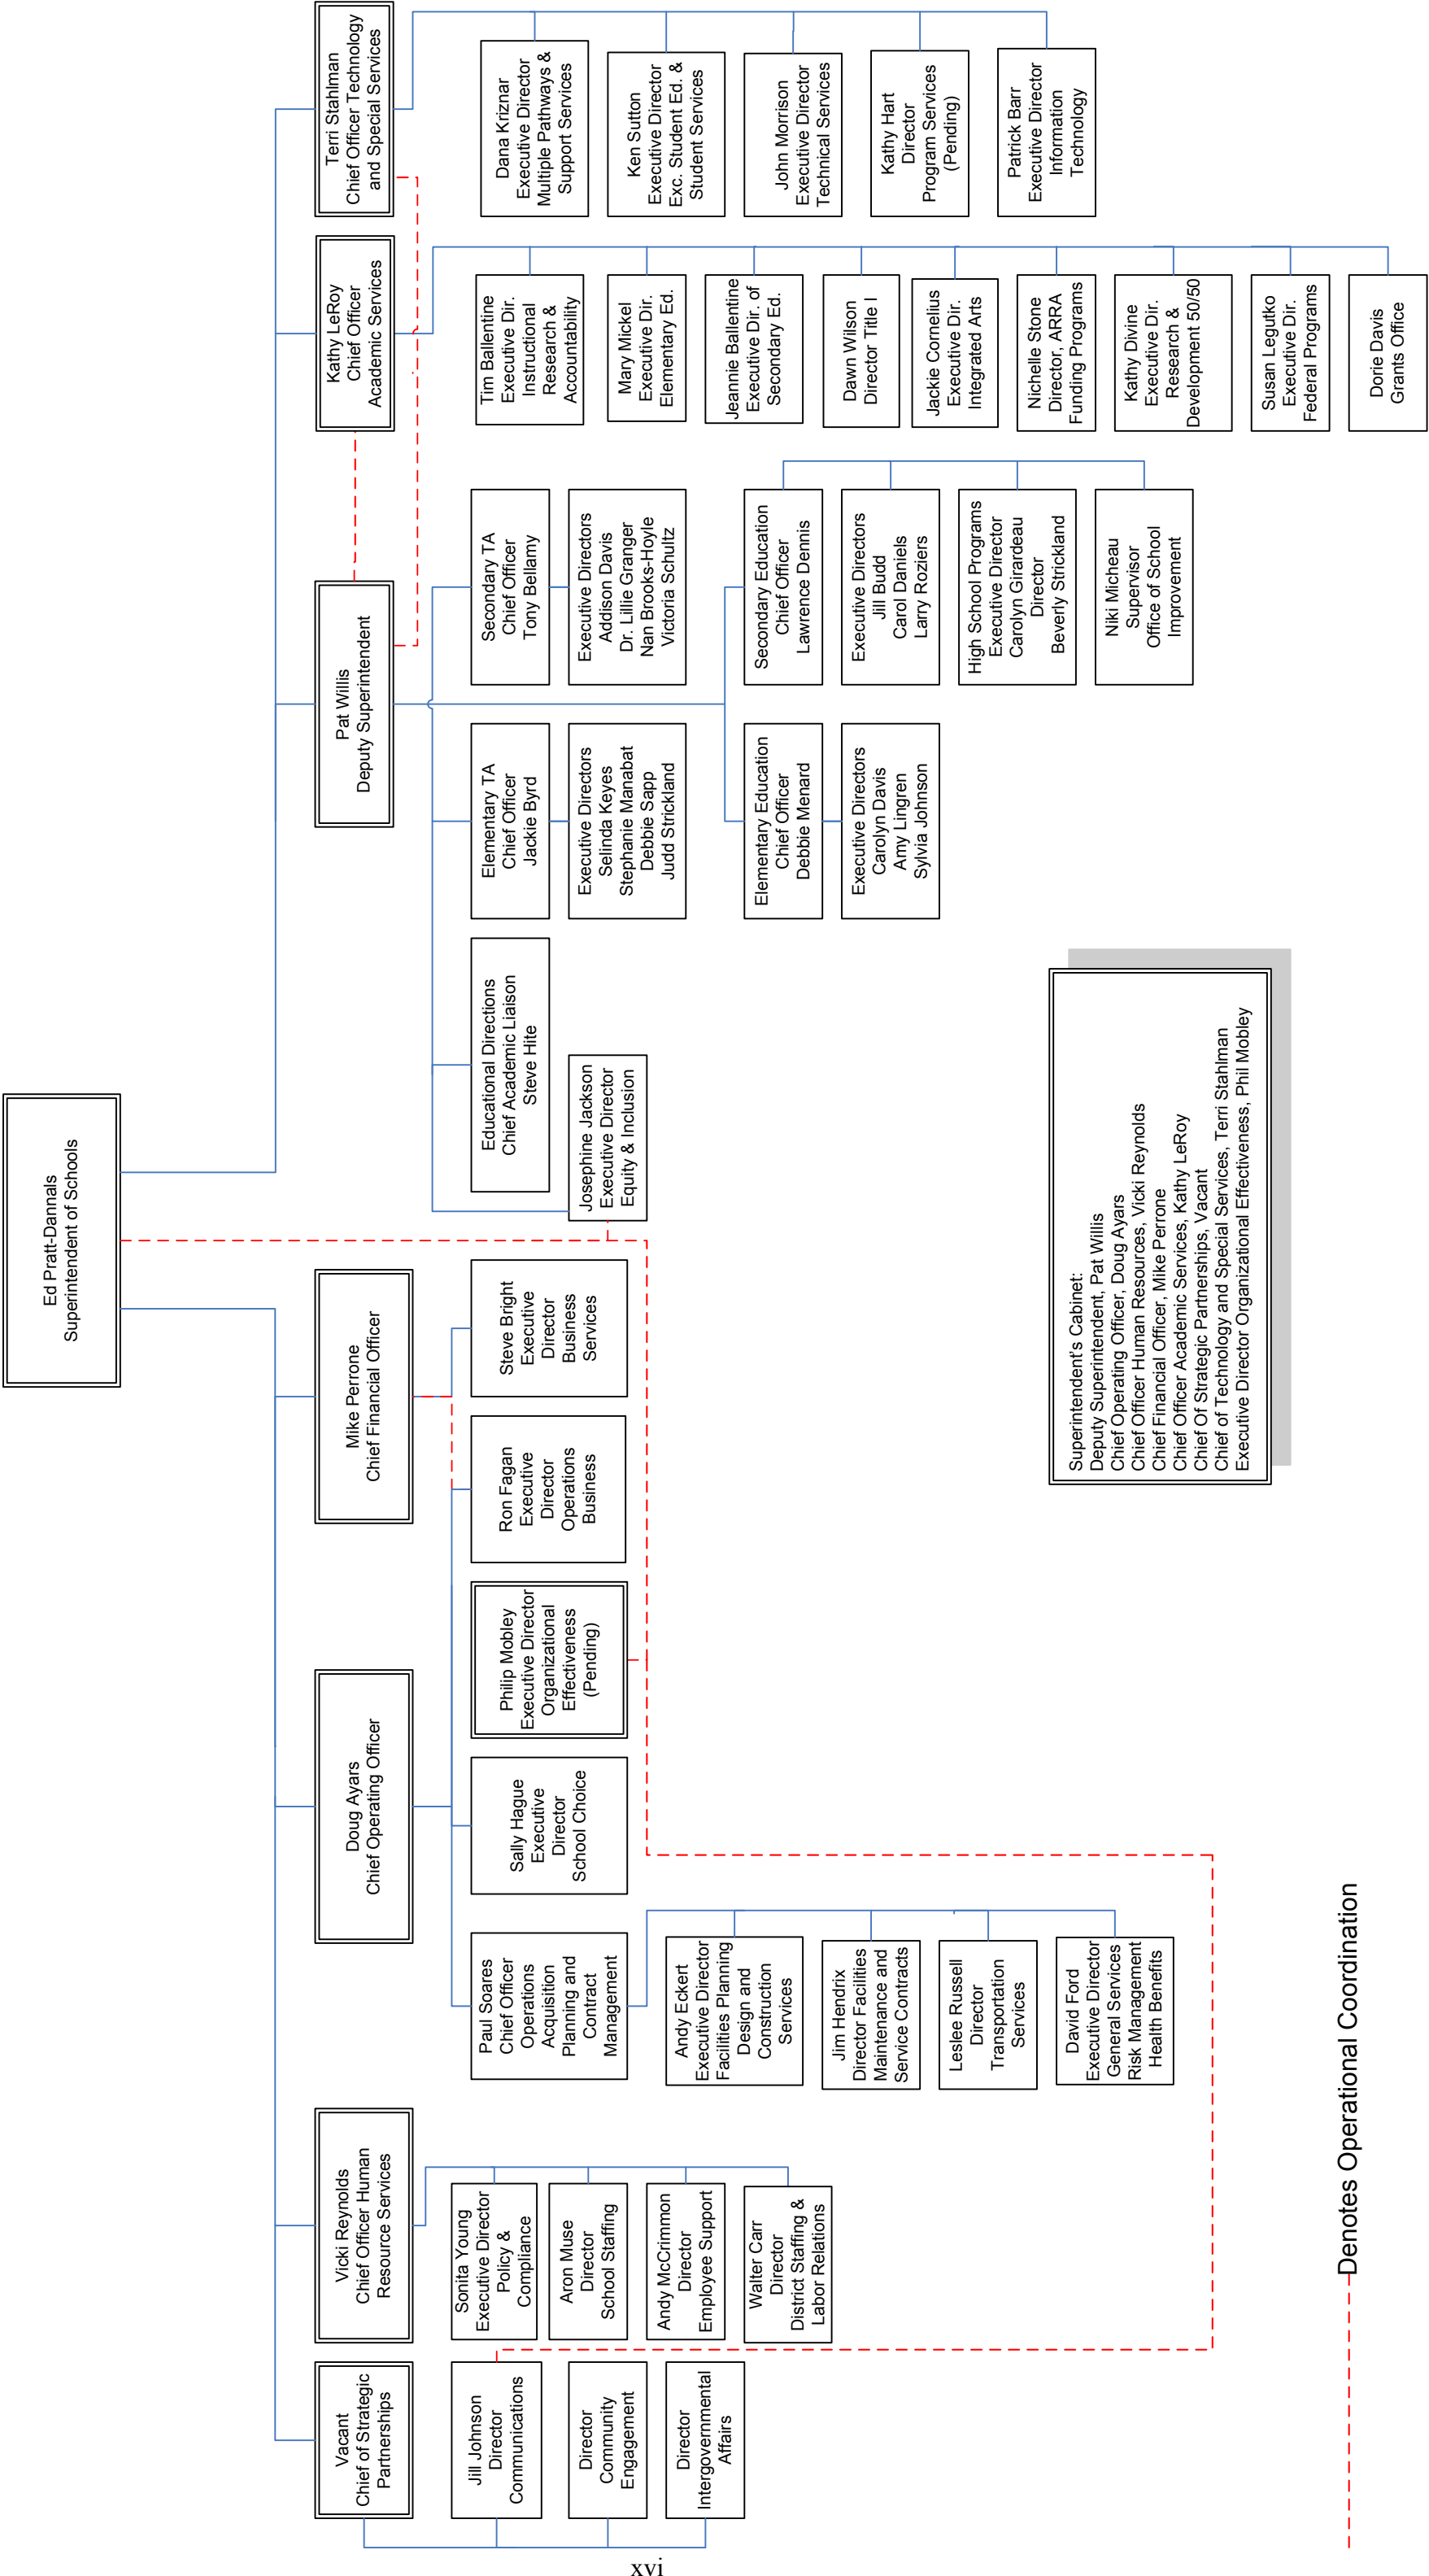 Ed Pratt-Dannals
Superintendent of Schools
Vacant
Chief of Strategic
Partnerships
Vicki Reynolds
Chief Officer Human
Resource Services
Doug Ayars
Chief Operating Officer
Mike Perrone
Chief Financial Officer
Pat Willis
Deputy Superintendent
Kathy LeRoy
Chief Officer
Academic Services
Terri Stahlman
Chief Officer Technology
and Special Services
Jill Johnson
Director
Communications
Director
Community
Engagement
Director
Intergovernmental
Affairs
Sonita Young
Executive Director
Policy &
Compliance
Aron Muse
Director
School Staffing
Andy McCrimmon
Director
Employee Support
Walter Carr
Director
District Staffing &
Labor Relations
Paul Soares
Chief Officer
Operations
Acquisition
Planning and
Contract
Management
Andy Eckert
Executive Director
Facilities Planning
Design and
Construction
Services
Jim Hendrix
Director Facilities
Maintenance and
Service Contracts
Leslee Russell
Director
Transportation
Services
David Ford
Executive Director
General Services
Risk Management
Health Benefits
Sally Hague
Executive
Director
School Choice
Philip Mobley
Executive Director
Organizational
Effectiveness
(Pending)
Ron Fagan
Executive
Director
Operations
Business
Steve Bright
Executive
Director
Business
Services
Educational Directions
Chief Academic Liaison
Steve Hite
Josephine Jackson
Executive Director
Equity & Inclusion
Elementary TA
Chief Officer
Jackie Byrd
Executive Directors
Selinda Keyes
Stephanie Manabat
Debbie Sapp
Judd Strickland
Secondary TA
Chief Officer
Tony Bellamy
Executive Directors
Addison Davis
Dr. Lillie Granger
Nan Brooks-Hoyle
Victoria Schultz
Elementary Education
Chief Officer
Debbie Menard
Executive Directors
Carolyn Davis
Amy Lingren
Sylvia Johnson
Secondary Education
Chief Officer
Lawrence Dennis
Executive Directors
Jill Budd
Carol Daniels
Larry Roziers
High School Programs
Executive Director
Carolyn Girardeau
Director
Beverly Strickland
Niki Micheau
Supervisor
Office of School
Improvement
Tim Ballentine
Executive Dir.
Instructional
Research &
Accountability
Mary Mickel
Executive Dir.
Elementary Ed.
Jeannie Ballentine
Executive Dir. of
Secondary Ed.
Dawn Wilson
Director Title I
Jackie Cornelius
Executive Dir.
Integrated Arts
Nichelle Stone
Director, ARRA
Funding Programs
Kathy Divine
Executive Dir.
Research &
Development 50/50
Susan Legutko
Executive Dir.
Federal Programs
Dorie Davis
Grants Office
Dana Kriznar
Executive Director
Multiple Pathways &
Support Services
Ken Sutton
Executive Director
Exc. Student Ed. &
Student Services
John Morrison
Executive Director
Technical Services
Kathy Hart
Director
Program Services
(Pending)
Patrick Barr
Executive Director
Information
Technology
Superintendent's Cabinet:
Deputy Superintendent, Pat Willis
Chief Operating Officer, Doug Ayars
Chief Officer Human Resources, Vicki Reynolds
Chief Financial Officer, Mike Perrone
Chief Officer Academic Services, Kathy LeRoy
Chief Of Strategic Partnerships, Vacant
Chief of Technology and Special Services, Terri Stahlman
Executive Director Organizational Effectiveness, Phil Mobley
Denotes Operational Coordination
xvi